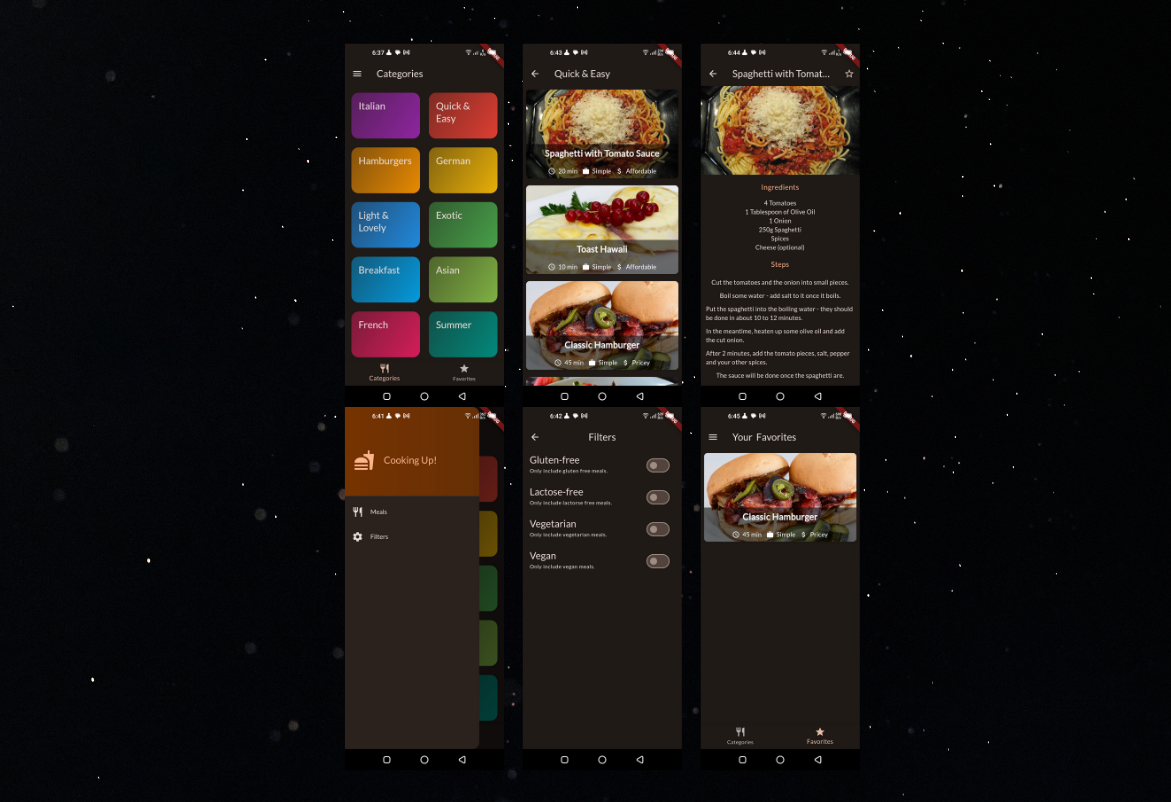 6:37
Categories
Italian
Quick &
Easy
Hamburgers
German
Light &
Lovely
Exotic
Breakfast
Asian
French
Summer
Categories
Favorites
6:43
Quick & Easy
Spaghetti with Tomato Sauce
20 min Simple $ Affordable
Toast Hawaii
10 min Simple $ Affordable
Classic Hamburger
45 min Simple $ Pricey
6:44
Spaghetti with Tomat...
Ingredients
4 Tomatoes
1 Tablespoon of Olive Oil
1 Onion
250g Spaghetti
Spices
Cheese (optional)
Steps
Cut the tomatoes and the onion into small pieces.
Boil some water - add salt to it once it boils.
Put the spaghetti into the boiling water - they should
be done in about 10 to 12 minutes.
In the meantime, heaten up some olive oil and add
the cut onion.
After 2 minutes, add the tomato pieces, salt, pepper
and your other spices.
The sauce will be done once the spaghetti are.
6:41
Cooking Up!
Meals
Filters
6:42
Filters
Gluten-free
Only include gluten free meals.
Lactose-free
Only include lactorse free meals.
Vegetarian
Only include vegetarian meals.
Vegan
Only include vegan meals.
6:45
Your Favorites
Classic Hamburger
45 min Simple $ Pricey
Categories
Favorites